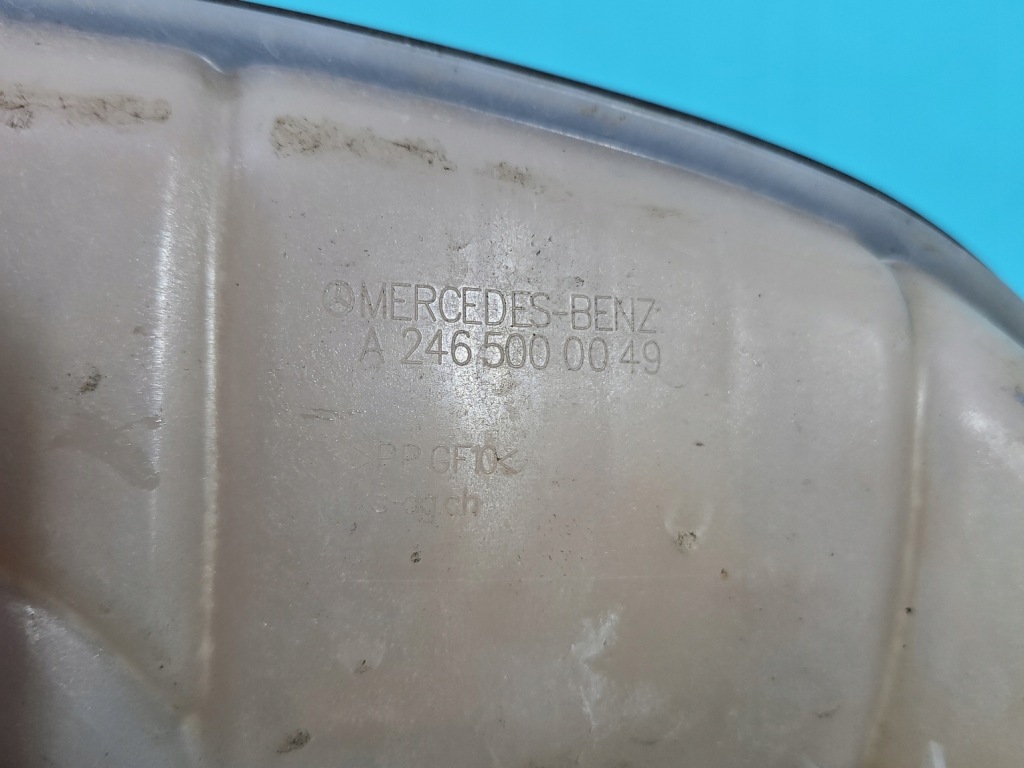 MERCEDES-BENZ
A 246 500 00 49
PP GF10<